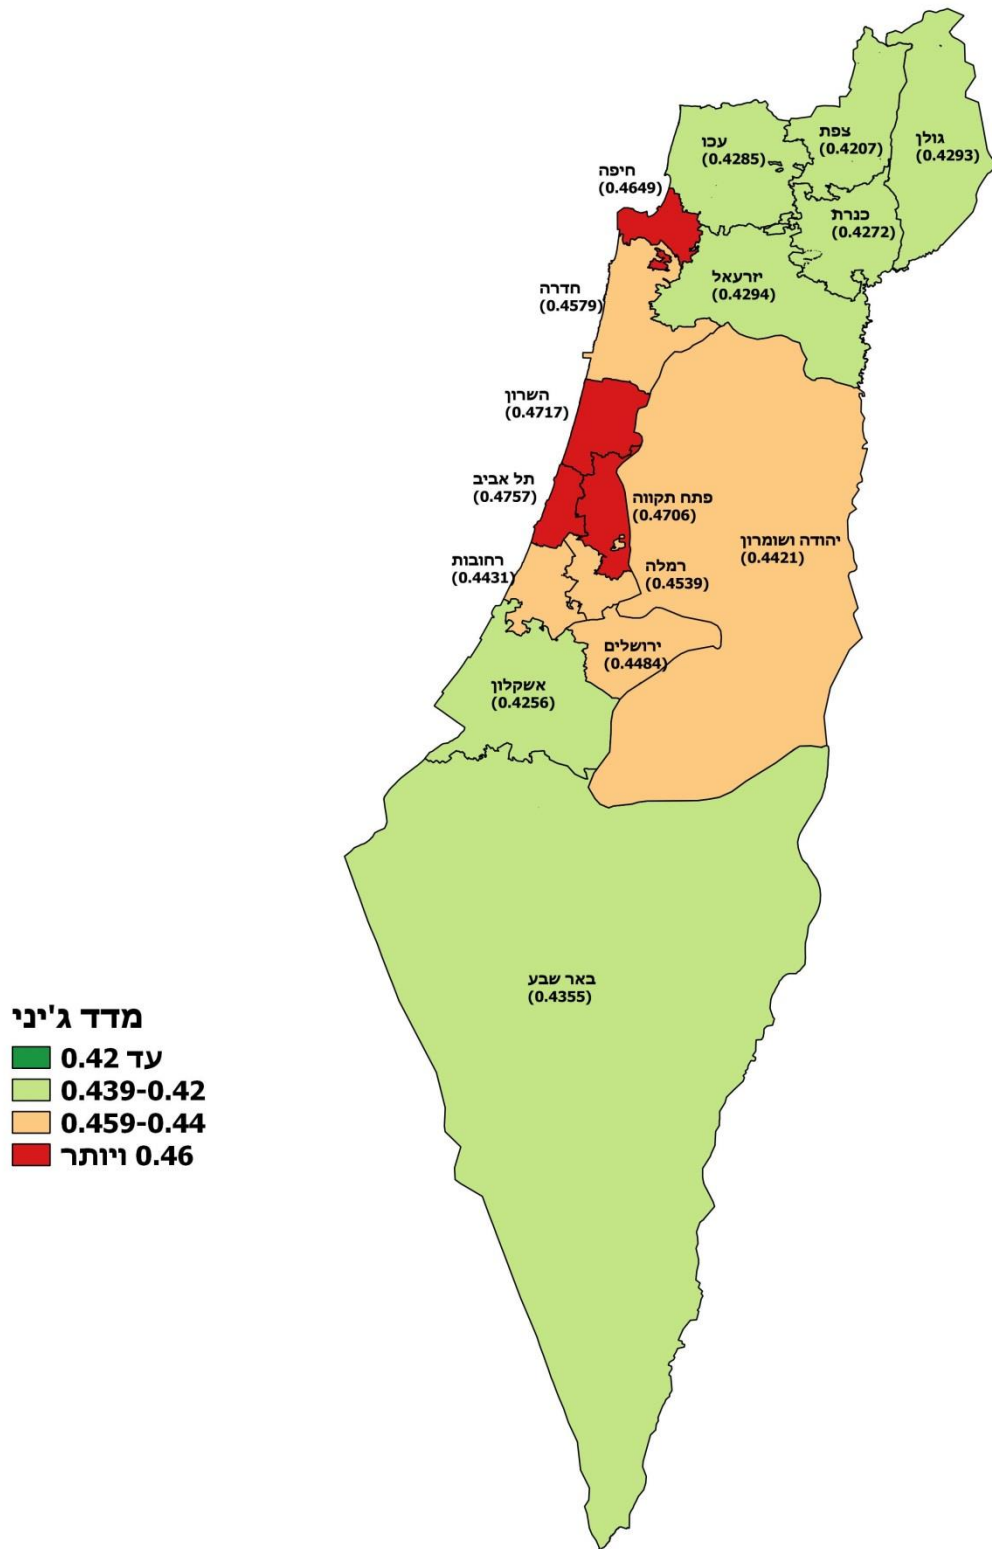 גולן
(0.4293)
צפת
(0.4207)
עכו
(0.4285)
חיפה
(0.4649)
כנרת
(0.4272)
יזרעאל
(0.4294)
חדרה
(0.4579)
השרון
(0.4717)
תל אביב
(0.4757)
פתח תקווה
(0.4706)
יהודה ושומרון
(0.4421)
רחובות
(0.4431)
רמלה
(0.4539)
ירושלים
(0.4484)
אשקלון
(0.4256)
באר שבע
(0.4355)
מדד ג'יני
עד 0.42
0.439-0.42
0.459-0.44
0.46 ויותר